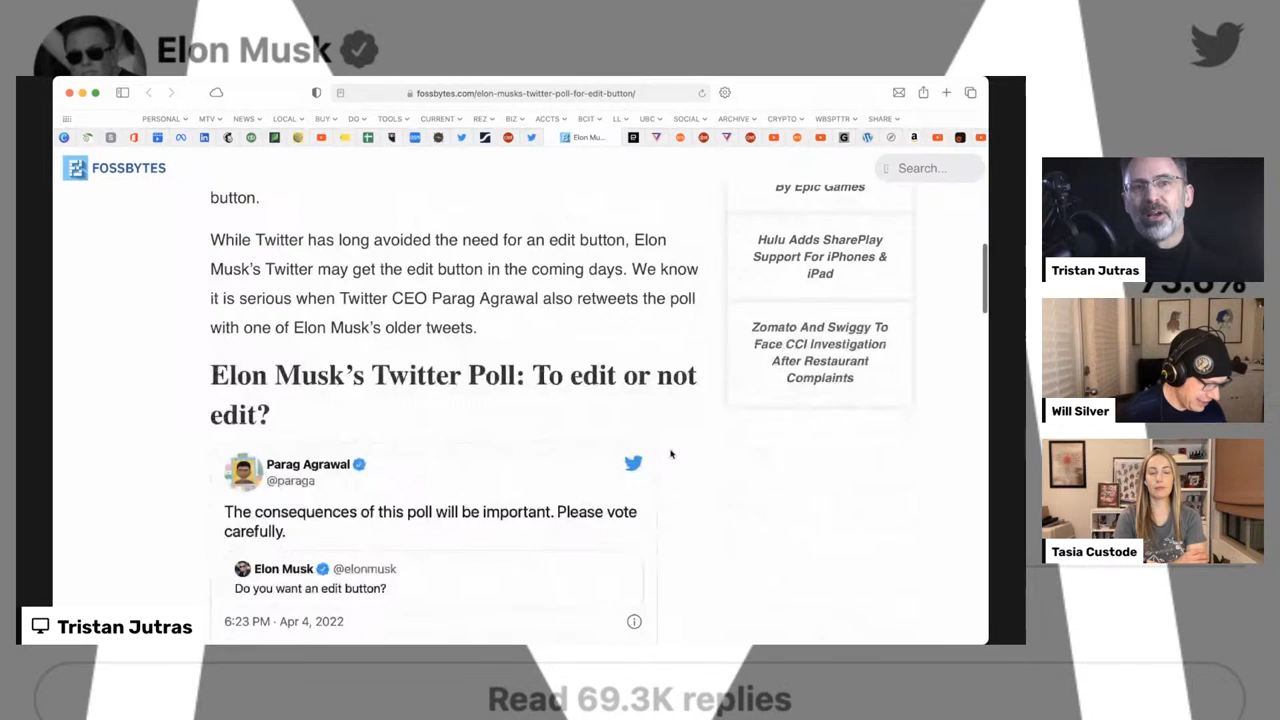 Elon Musk
fossbytes.com/elon-musks-twitter-poll-for-edit-button/
PERSONAL MTV NEWS LOCAL BUY DO TOOLS CURRENT REZ BIZ ACCTS BCIT LL UBC SOCIAL ARCHIVE CRYPTO WBSPTTR SHARE
Elon Mu...
FOSSBYTES
Search...
button.
While Twitter has long avoided the need for an edit button, Elon
Musk’s Twitter may get the edit button in the coming days. We know
it is serious when Twitter CEO Parag Agrawal also retweets the poll
with one of Elon Musk’s older tweets.
Elon Musk’s Twitter Poll: To edit or not
edit?
Parag Agrawal
@paraga
The consequences of this poll will be important. Please vote
carefully.
Elon Musk @elonmusk
Do you want an edit button?
6:23 PM · Apr 4, 2022
By Epic Games
Hulu Adds SharePlay
Support For iPhones &
iPad
Zomato And Swiggy To
Face CCI Investigation
After Restaurant
Complaints
Tristan Jutras
73.6%
Will Silver
Tasia Custode
Tristan Jutras
Read 69.3K replies